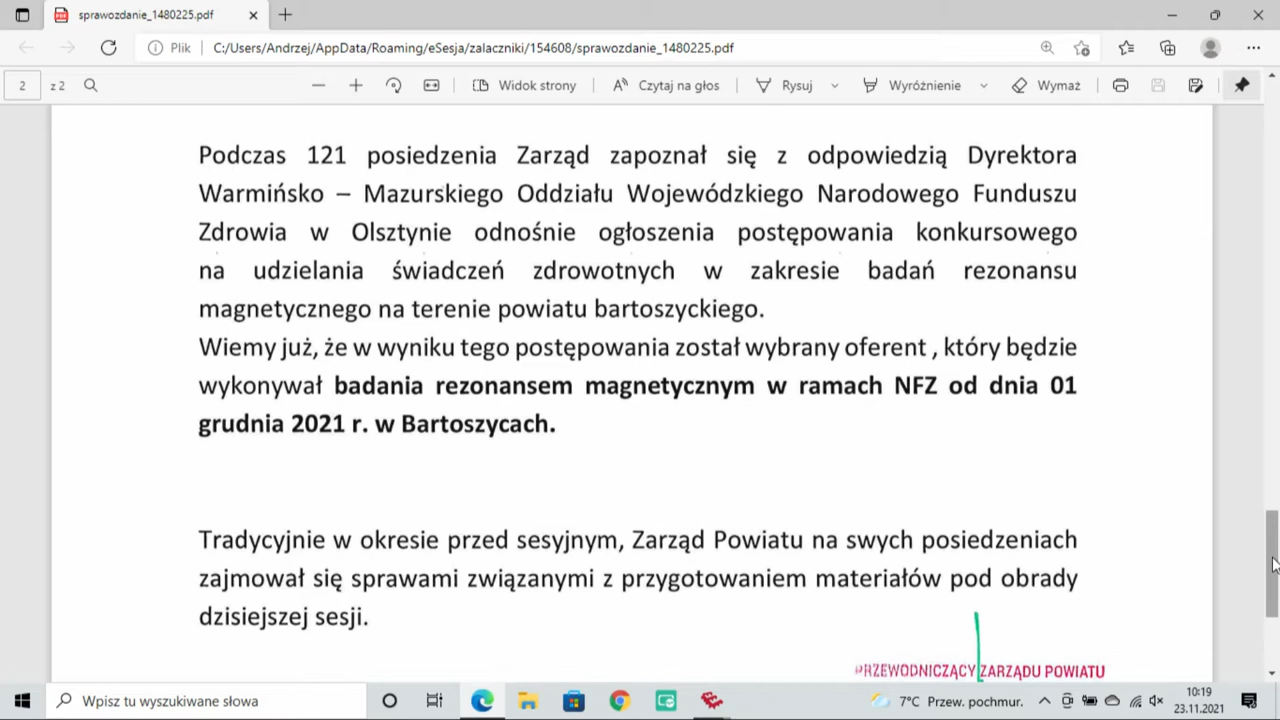 sprawozdanie_1480225.pdf
Plik
C:/Users/Andrzej/AppData/Roaming/eSesja/zalaczniki/154608/sprawozdanie_1480225.pdf
2 z 2 Widok strony Czytaj na głos Rysuj Wyróżnienie Wymaż
Podczas 121 posiedzenia Zarząd zapoznał się z odpowiedzią Dyrektora
Warmińsko – Mazurskiego Oddziału Wojewódzkiego Narodowego Funduszu
Zdrowia w Olsztynie odnośnie ogłoszenia postępowania konkursowego
na udzielania świadczeń zdrowotnych w zakresie badań rezonansu
magnetycznego na terenie powiatu bartoszyckiego.
Wiemy już, że w wyniku tego postępowania został wybrany oferent , który będzie
wykonywał badania rezonansem magnetycznym w ramach NFZ od dnia 01
grudnia 2021 r. w Bartoszycach.
Tradycyjnie w okresie przed sesyjnym, Zarząd Powiatu na swych posiedzeniach
zajmował się sprawami związanymi z przygotowaniem materiałów pod obrady
dzisiejszej sesji.
PRZEWODNICZĄCY ZARZĄDU POWIATU
Wpisz tu wyszukiwane słowa
7°C Przew. pochmur.
10:19
23.11.2021